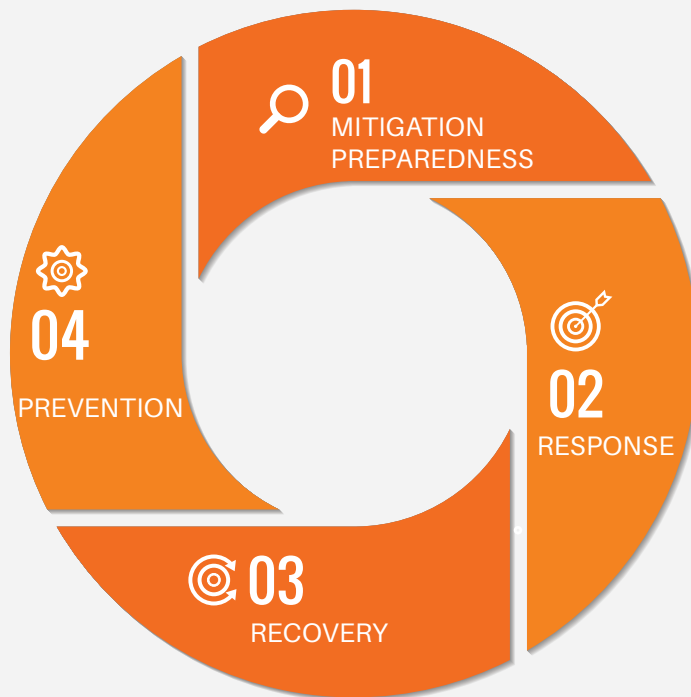 01
MITIGATION
PREPAREDNESS
02
RESPONSE
03
RECOVERY
04
PREVENTION